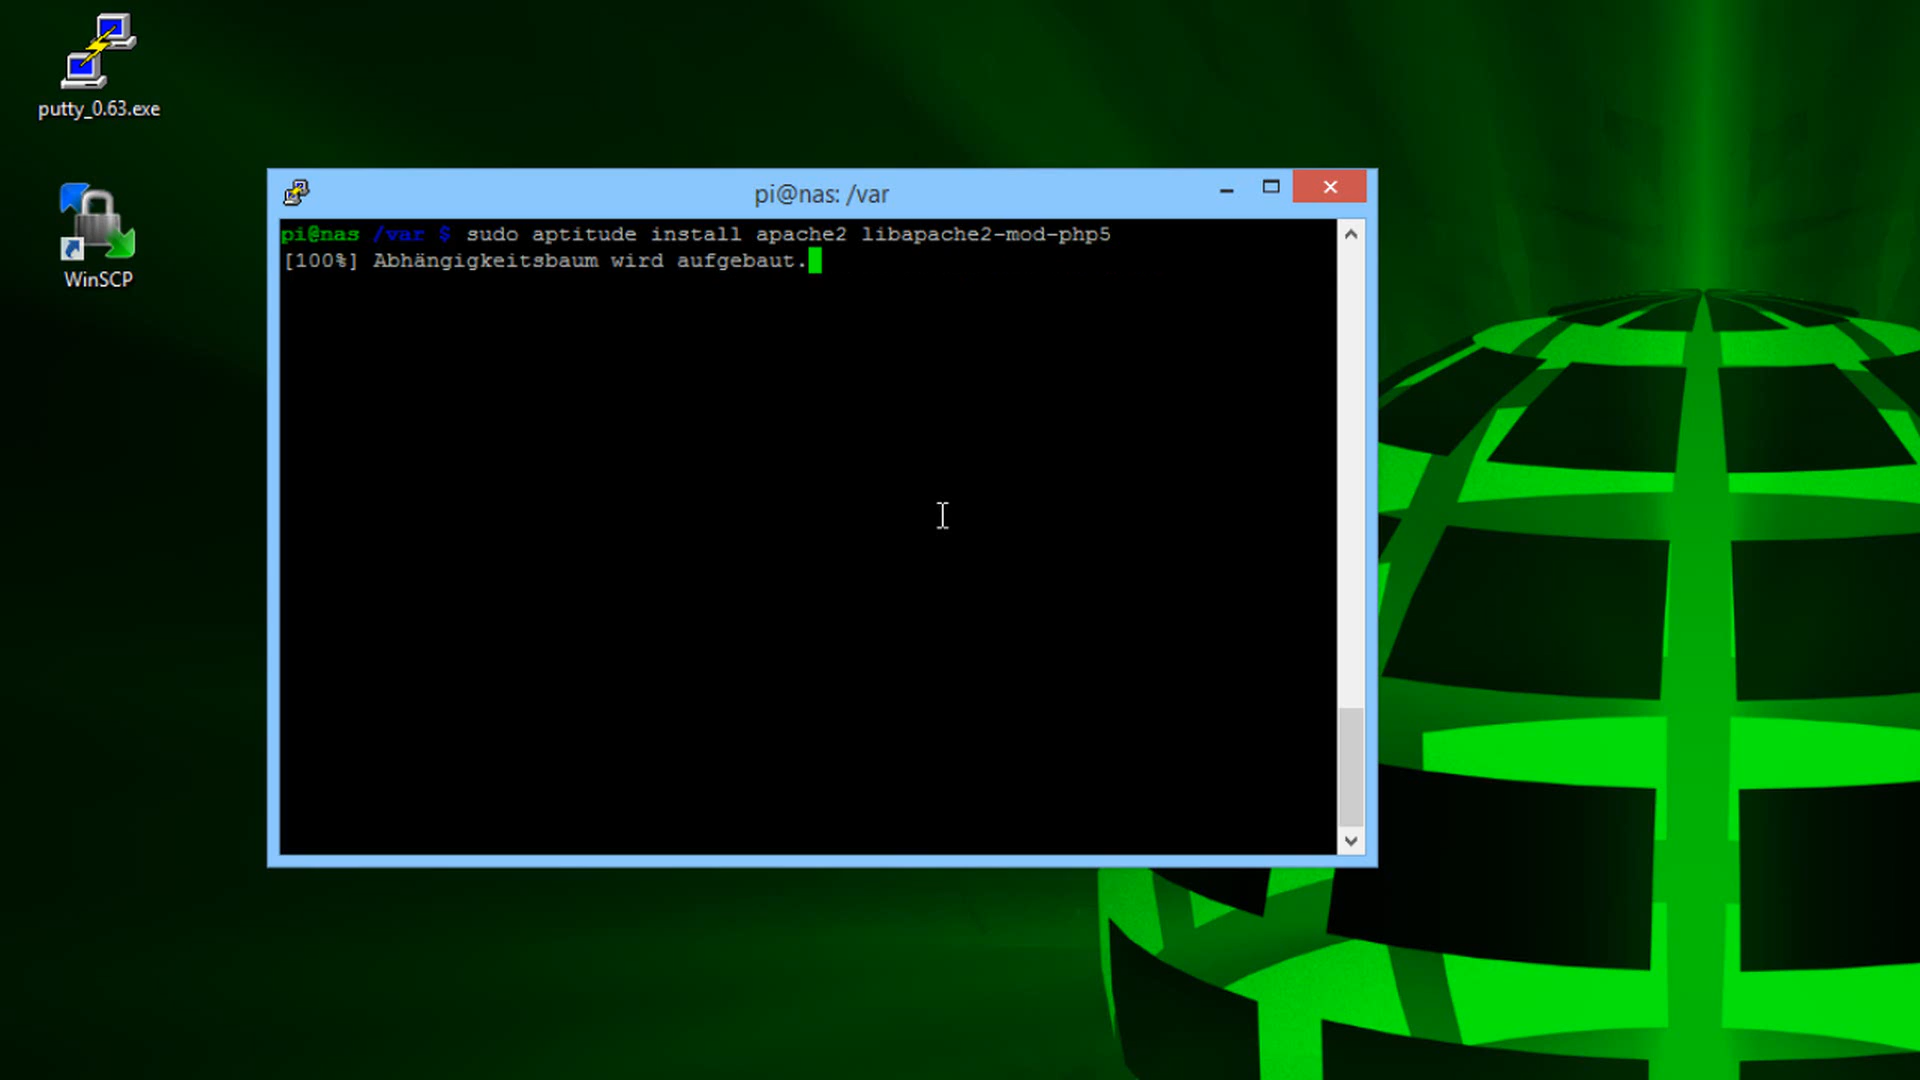 putty_0.63.exe
WinSCP
pi@nas: /var
pi@nas /var $ sudo aptitude install apache2 libapache2-mod-php5
[100%] Abhängigkeitsbaum wird aufgebaut.